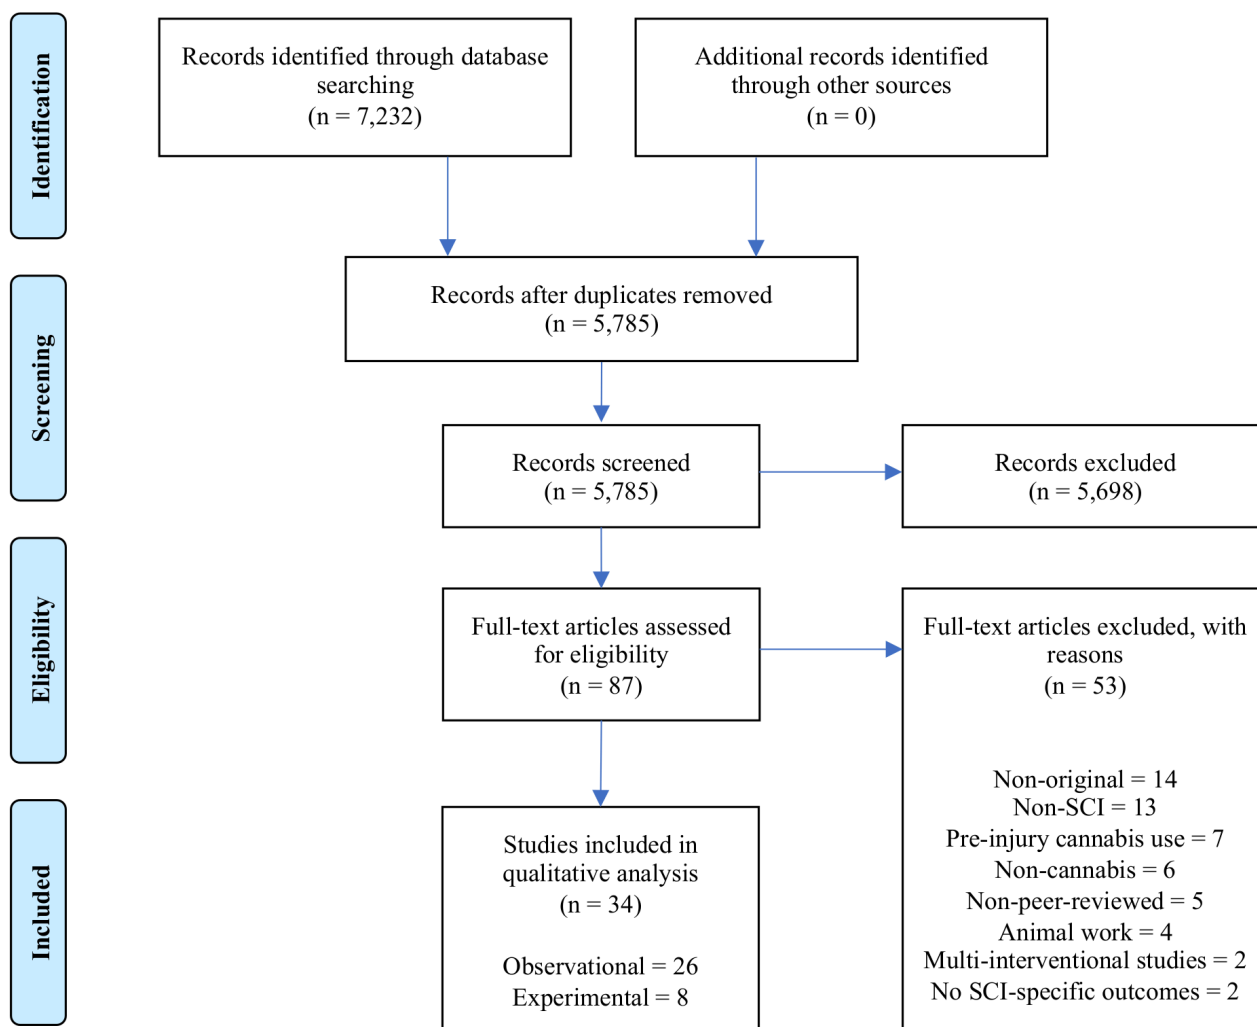 Identification
Records identified through database
searching
(n = 7,232)
Additional records identified
through other sources
(n = 0)
Screening
Records after duplicates removed
(n = 5,785)
Records screened
(n = 5,785)
Records excluded
(n = 5,698)
Eligibility
Full-text articles assessed
for eligibility
(n = 87)
Full-text articles excluded, with
reasons
(n = 53)
Non-original = 14
Non-SCI = 13
Pre-injury cannabis use = 7
Non-cannabis = 6
Non-peer-reviewed = 5
Animal work = 4
Multi-interventional studies = 2
No SCI-specific outcomes = 2
Included
Studies included in
qualitative analysis
(n = 34)
Observational = 26
Experimental = 8